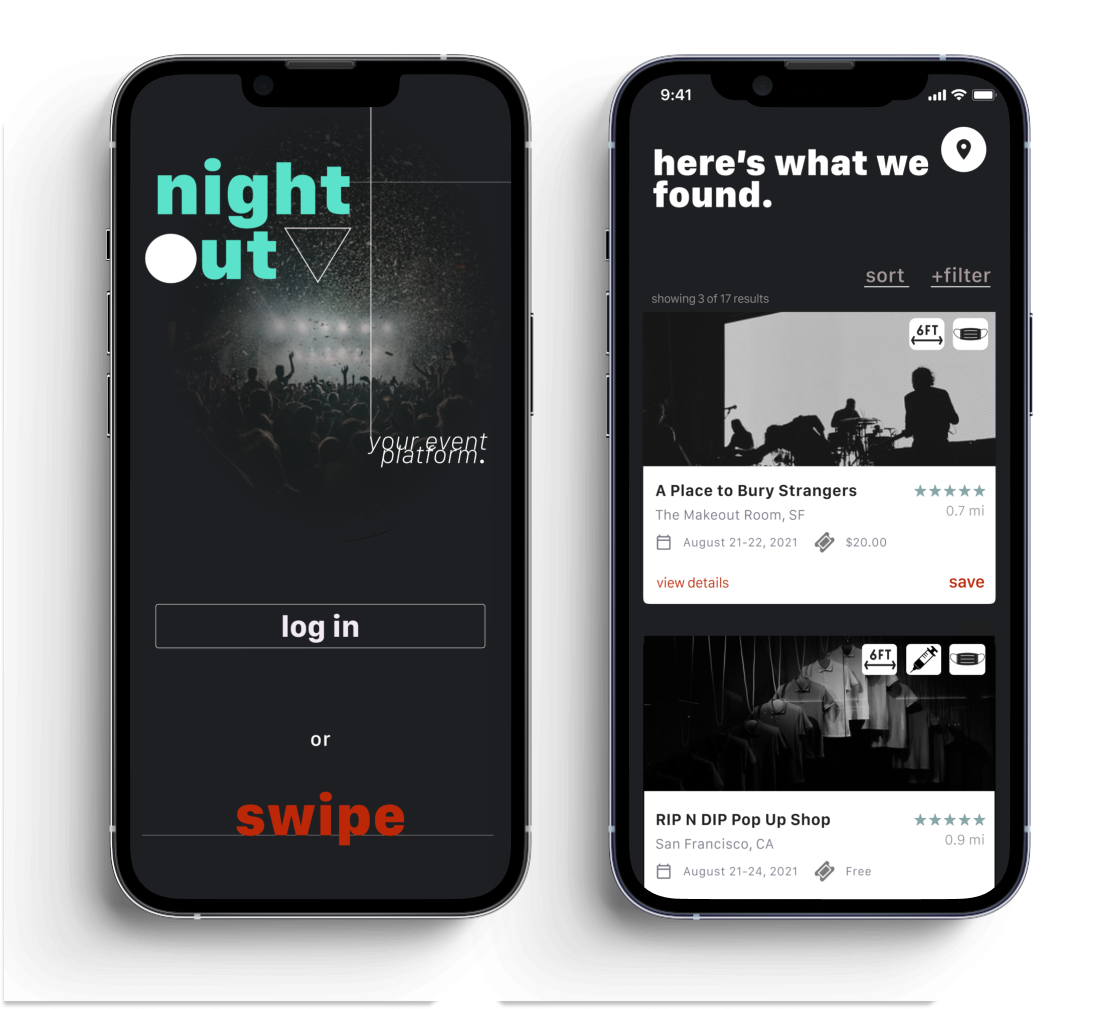 night
out
your event
platform.
log in
or
swipe
9:41
here's what we
found.
sort +filter
showing 3 of 17 results
6FT
A Place to Bury Strangers
The Makeout Room, SF 0.7 mi
August 21-22, 2021 $20.00
view details save
6FT
RIP N DIP Pop Up Shop
San Francisco, CA 0.9 mi
August 21-24, 2021 Free